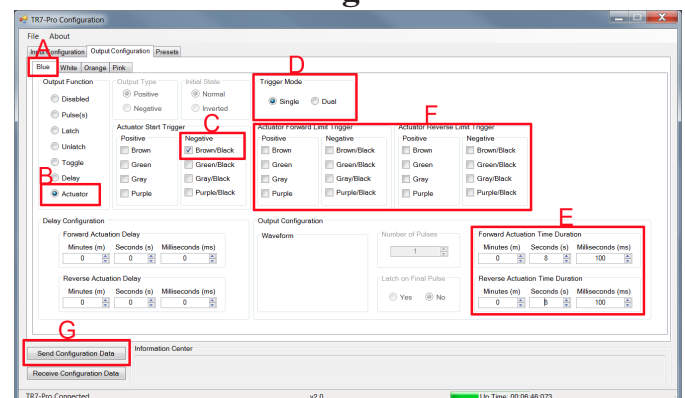 g
TR7-Pro Configuration
File About
A
Input Configuration Output Configuration Presets
Blue White Orange Pink
Output Function
Disabled
Pulse(s)
Latch
Unlatch
Toggle
Delay
B
Actuator
Output Type
Positive
Negative
Initial State
Normal
Inverted
D
Trigger Mode
Single Dual
C
Actuator Start Trigger
Positive Negative
Brown Brown/Black
Green Green/Black
Gray Gray/Black
Purple Purple/Black
F
Actuator Forward Limit Trigger
Positive Negative
Brown Brown/Black
Green Green/Black
Gray Gray/Black
Purple Purple/Black
Actuator Reverse Limit Trigger
Positive Negative
Brown Brown/Black
Green Green/Black
Gray Gray/Black
Purple Purple/Black
Delay Configuration
Forward Actuation Delay
Minutes (m) Seconds (s) Milliseconds (ms)
0 0 0
Reverse Actuation Delay
Minutes (m) Seconds (s) Milliseconds (ms)
0 0 0
Output Configuration
Waveform
Number of Pulses
1
Latch on Final Pulse
Yes No
E
Forward Actuation Time Duration
Minutes (m) Seconds (s) Milliseconds (ms)
0 8 100
Reverse Actuation Time Duration
Minutes (m) Seconds (s) Milliseconds (ms)
0 8 100
G
Send Configuration Data
Receive Configuration Data
Information Center
TR7-Pro Connected v2.0 Up Time: 00:06:46:073